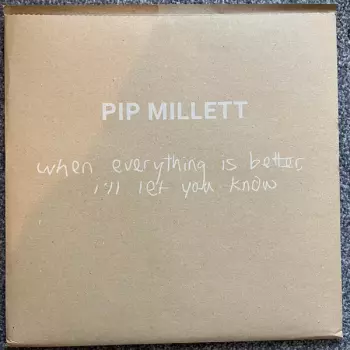 PIP MILLETT
when everything is better,
i'll let you know